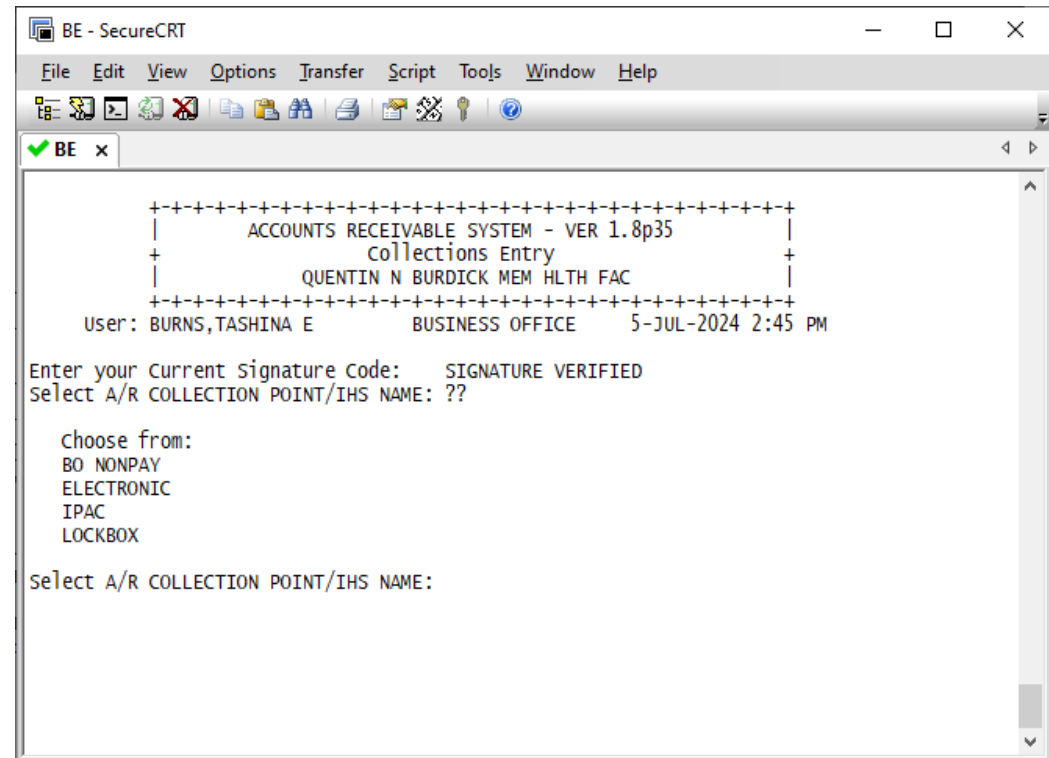 BE - SecureCRT
File Edit View Options Transfer Script Tools Window Help
BE
+-+-+-+-+-+-+-+-+-+-+-+-+-+-+-+-+-+-+-+-+-+-+-+-+-+-+-+-+-+
| ACCOUNTS RECEIVABLE SYSTEM - VER 1.8p35 |
+ Collections Entry +
| QUENTIN N BURDICK MEM HLTH FAC |
+-+-+-+-+-+-+-+-+-+-+-+-+-+-+-+-+-+-+-+-+-+-+-+-+-+-+-+-+-+
User: BURNS,TASHINA E BUSINESS OFFICE 5-JUL-2024 2:45 PM
Enter your Current Signature Code: SIGNATURE VERIFIED
Select A/R COLLECTION POINT/IHS NAME: ??
Choose from:
BO NONPAY
ELECTRONIC
IPAC
LOCKBOX
Select A/R COLLECTION POINT/IHS NAME: